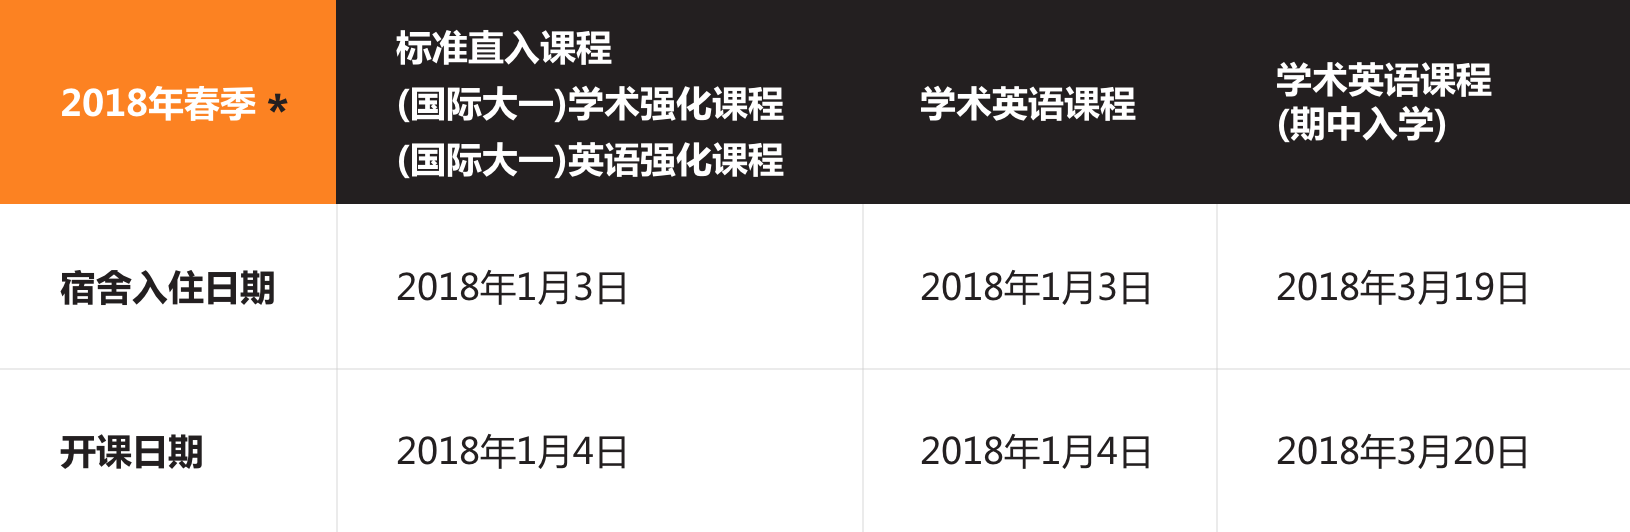 2018年春季 *
标准直入课程
(国际大一)学术强化课程
(国际大一)英语强化课程
学术英语课程
学术英语课程
(期中入学)
宿舍入住日期
2018年1月3日
2018年1月3日
2018年3月19日
开课日期
2018年1月4日
2018年1月4日
2018年3月20日